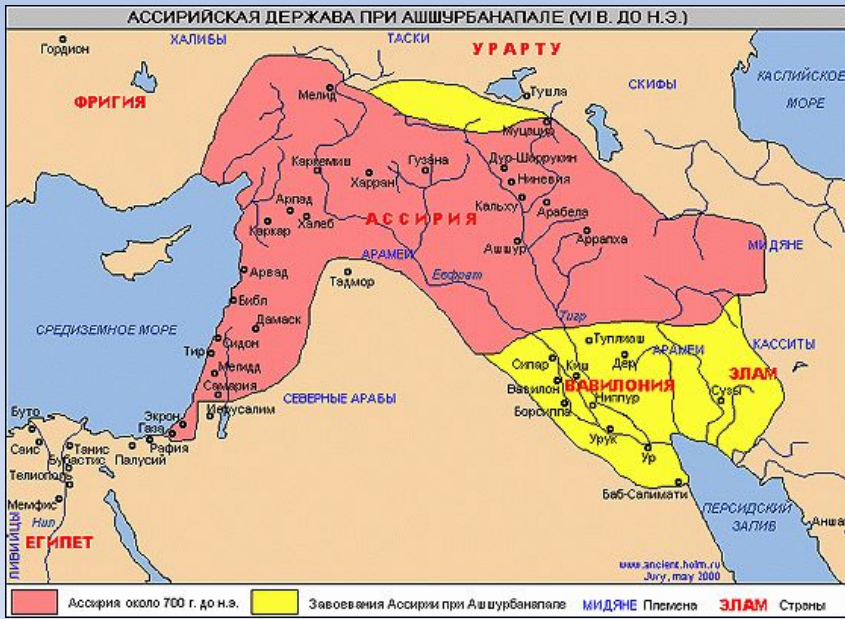 АССИРИЙСКАЯ ДЕРЖАВА ПРИ АШШУРБАНАПАЛЕ (VI В. ДО Н.Э.)
Гордион
ХАЛИБЫ
ТАСКИ
УРАРТУ
СКИФЫ
КАСПИЙСКОЕ
МОРЕ
ФРИГИЯ
Мелид
Тушпа
Муцацир
Каркемиш
Харран
Гузана
Дур-Шаррукин
Ниневия
Арпад
Халеб
Каркар
АССИРИЯ
Кальху
Арабела
Ашшур
Аррапха
МИДЯНЕ
АРАМЕИ
Евфрат
Арвад
Тадмор
Библ
СРЕДИЗЕМНОЕ МОРЕ
Дамаск
Сидон
Тир
Мегидд
Самария
Тигр
Туплиаш
Сипар
Киш
Дер
АРАМЕИ
КАССИТЫ
ЭЛАМ
ВАВИЛОНИЯ
Вавилон
Ниппур
Сузы
Борсиппа
СЕВЕРНЫЕ АРАБЫ
Иерусалим
Экрон
Газа
Рафия
Буто
Саис
Танис
Бубастис
Палусий
Телиополь
Мемфис
Нил
ЕГИПЕТ
ЛИВИЙЦЫ
Урук
Ур
Баб-Салимати
ПЕРСИДСКИЙ
ЗАЛИВ
Анша
www.ancient.holm.ru
Jury, may 2000
Ассирия около 700 г. до н.э.
Завоевания Ассирии при Ашшурбанапале
МИДЯНЕ Племена
ЭЛАМ Страны